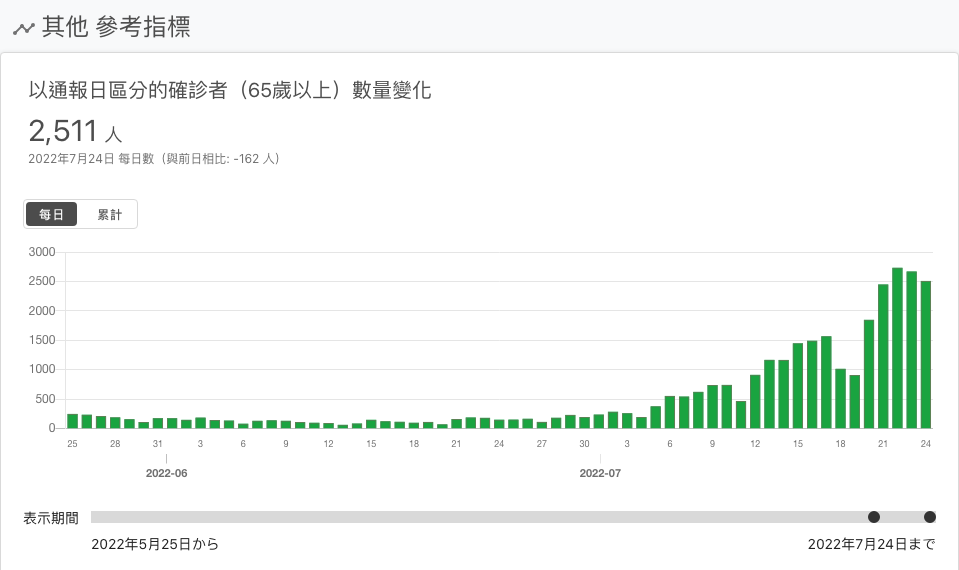 其他 參考指標
以通報日區分的確診者（65歲以上）數量變化
2,511 人
2022年7月24日 每日數（與前日相比: -162 人）
每日 累計
3000
2500
2000
1500
1000
500
0
25 28 31 3 6 9 12 15 18 21 24 27 30 3 6 9 12 15 18 21 24
2022-06 2022-07
表示期間
2022年5月25日から 2022年7月24日まで